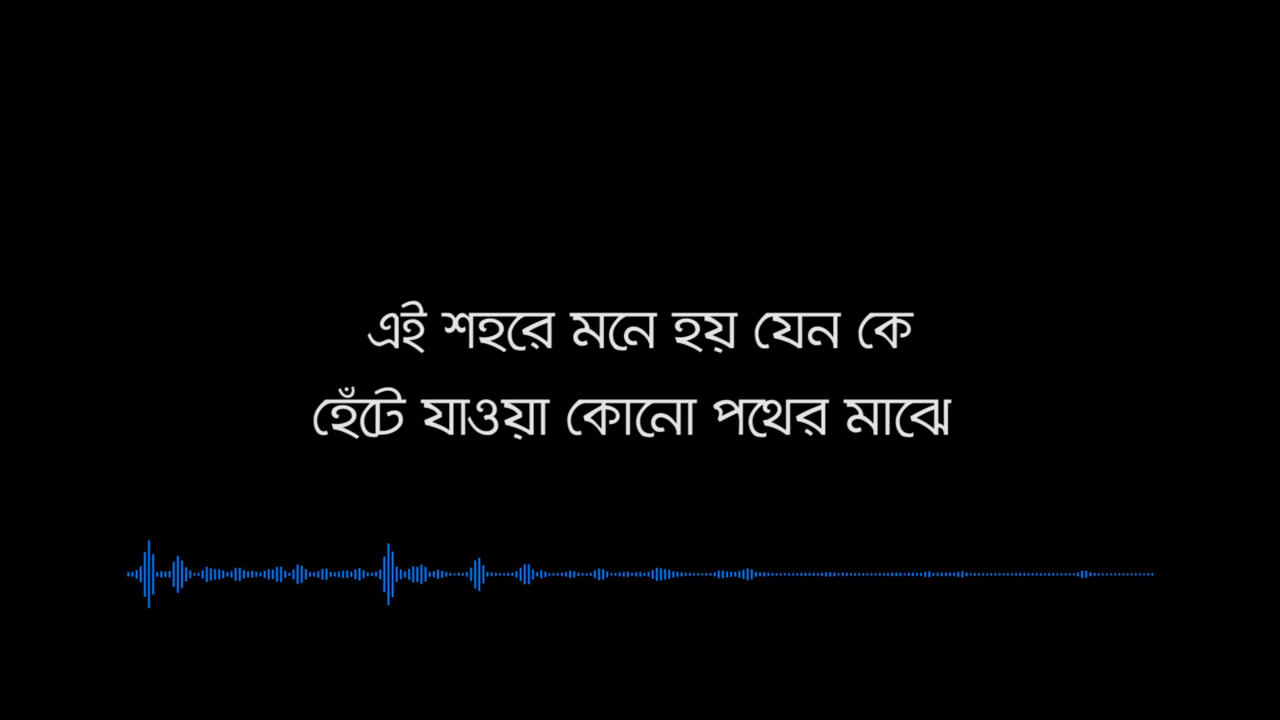 এই শহরে মনে হয় যেন কে
হেঁটে যাওয়া কোনো পথের মাঝে